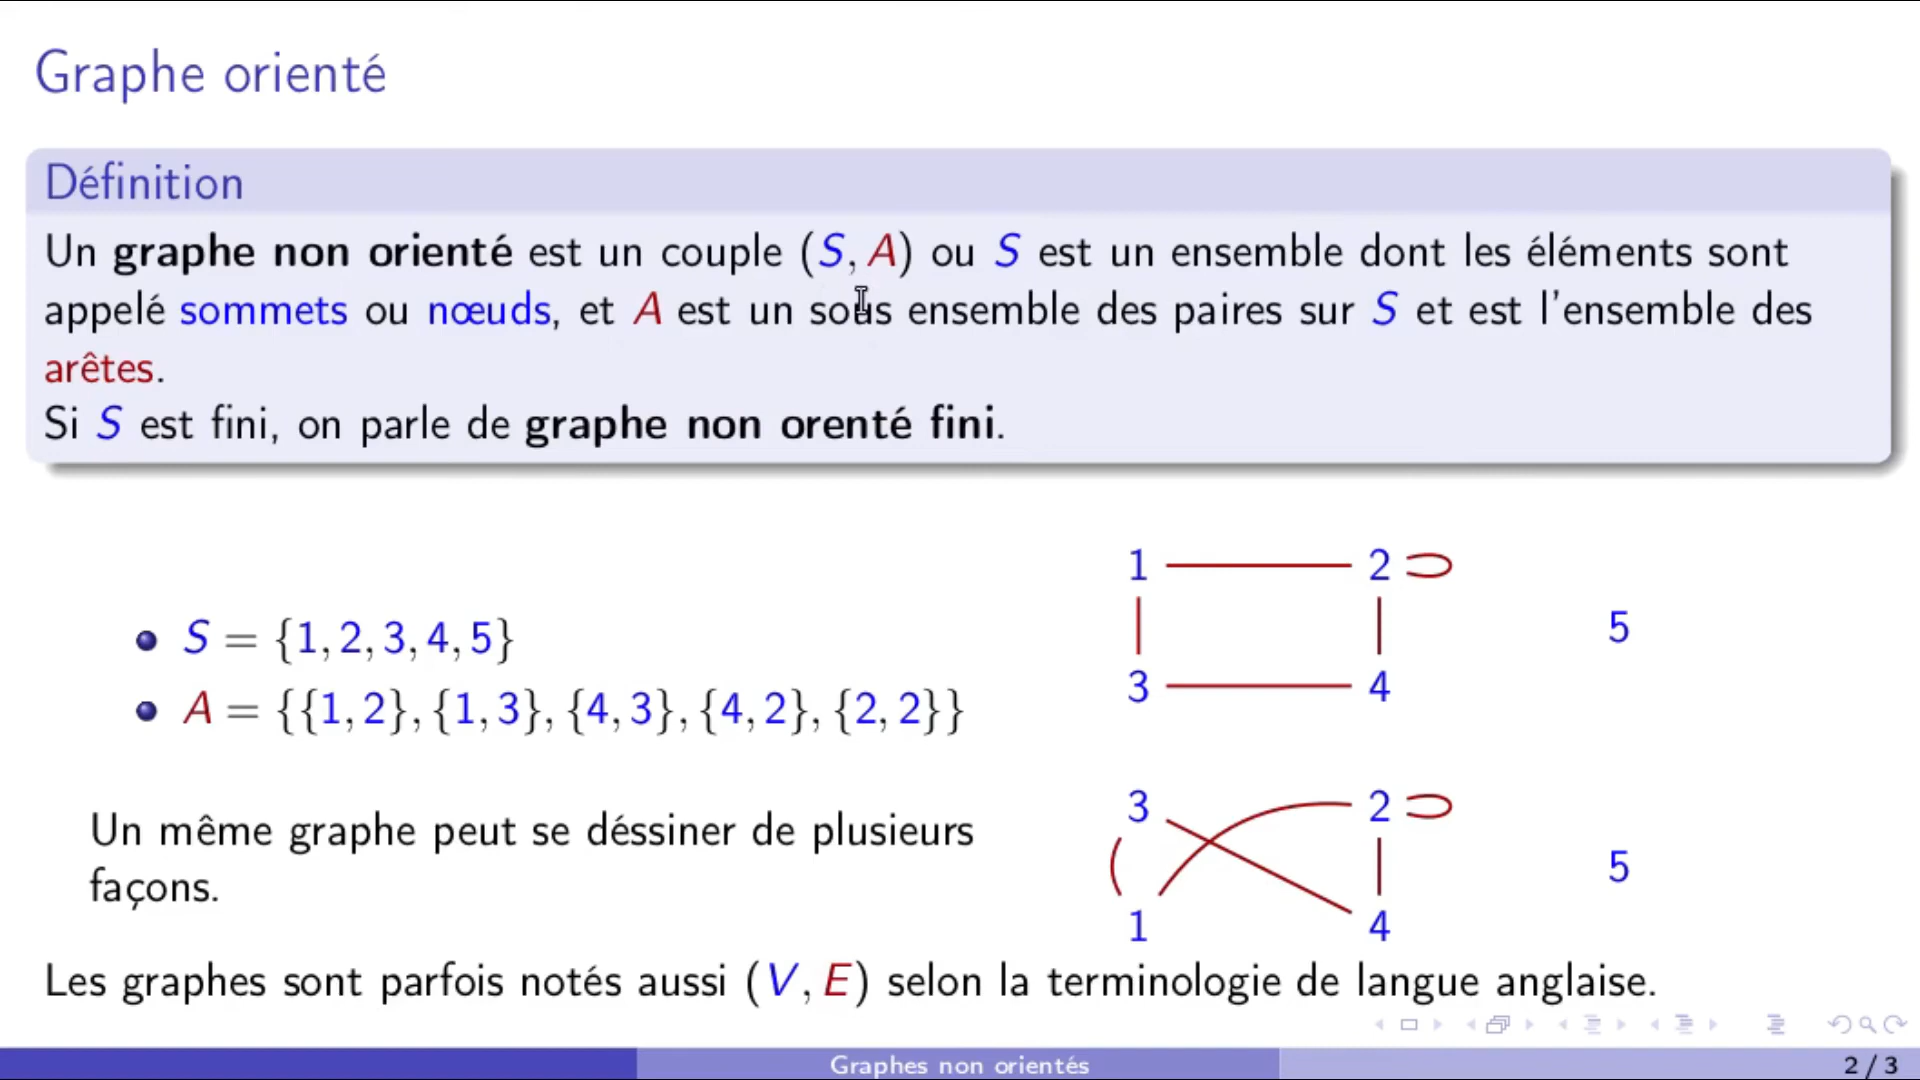 Graphe orienté
Définition
Un graphe non orienté est un couple (S, A) ou S est un ensemble dont les éléments sont
appelé sommets ou nœuds, et A est un sous ensemble des paires sur S et est l'ensemble des
arêtes.
Si S est fini, on parle de graphe non orenté fini.
S = {1, 2, 3, 4, 5}
A = {{1, 2}, {1, 3}, {4, 3}, {4, 2}, {2, 2}}
1 2
5
3 4
Un même graphe peut se déssiner de plusieurs
façons.
3 2
5
1 4
Les graphes sont parfois notés aussi (V, E) selon la terminologie de langue anglaise.
Graphes non orientés
2 / 3